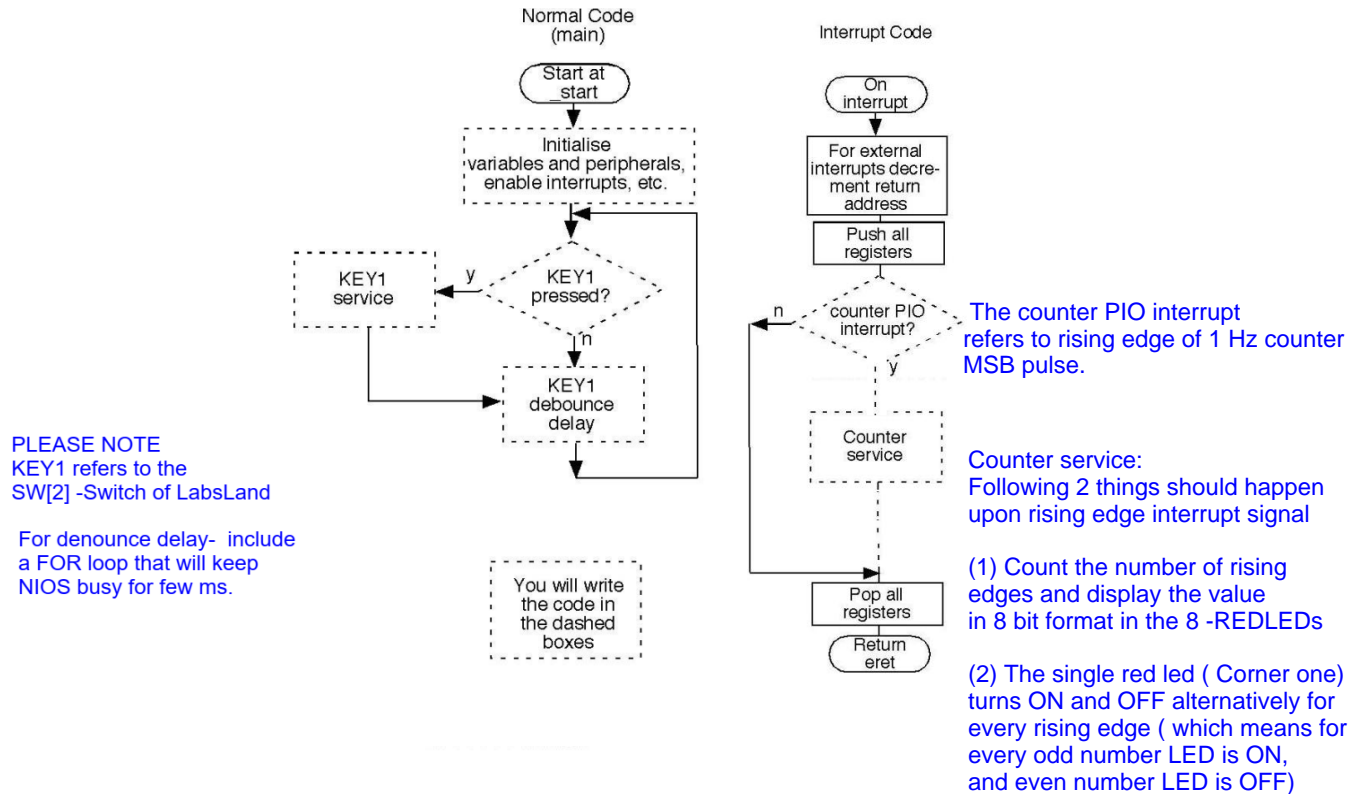 Normal Code
(main)
Start at
_start
Initialise
variables and peripherals,
enable interrupts, etc.
KEY1
service
y
KEY1
pressed?
n
KEY1
debounce
delay
PLEASE NOTE
KEY1 refers to the
SW[2] -Switch of LabsLand
For denounce delay- include
a FOR loop that will keep
NIOS busy for few ms.
You will write
the code in
the dashed
boxes
Interrupt Code
On
interrupt
For external
interrupts decre-
ment return
address
Push all
registers
n
counter PIO
interrupt?
y
Counter
service
Pop all
registers
Return
eret
The counter PIO interrupt
refers to rising edge of 1 Hz counter
MSB pulse.
Counter service:
Following 2 things should happen
upon rising edge interrupt signal
(1) Count the number of rising
edges and display the value
in 8 bit format in the 8 -REDLEDs
(2) The single red led ( Corner one)
turns ON and OFF alternatively for
every rising edge ( which means for
every odd number LED is ON,
and even number LED is OFF)